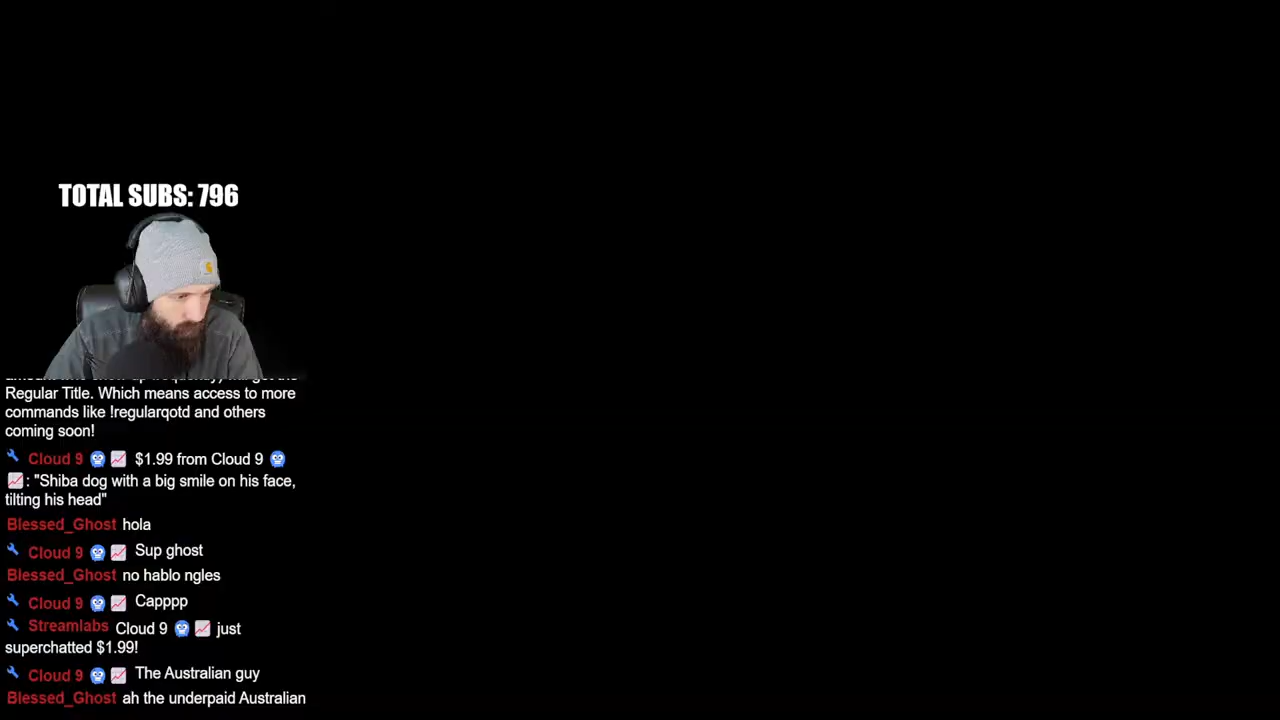 TOTAL SUBS: 796
Regular Title. Which means access to more
commands like !regularqotd and others
coming soon!
Cloud 9 $1.99 from Cloud 9
: "Shiba dog with a big smile on his face,
tilting his head"
Blessed_Ghost hola
Cloud 9 Sup ghost
Blessed_Ghost no hablo ngles
Cloud 9 Capppp
Streamlabs Cloud 9 just
superchatted $1.99!
Cloud 9 The Australian guy
Blessed_Ghost ah the underpaid Australian